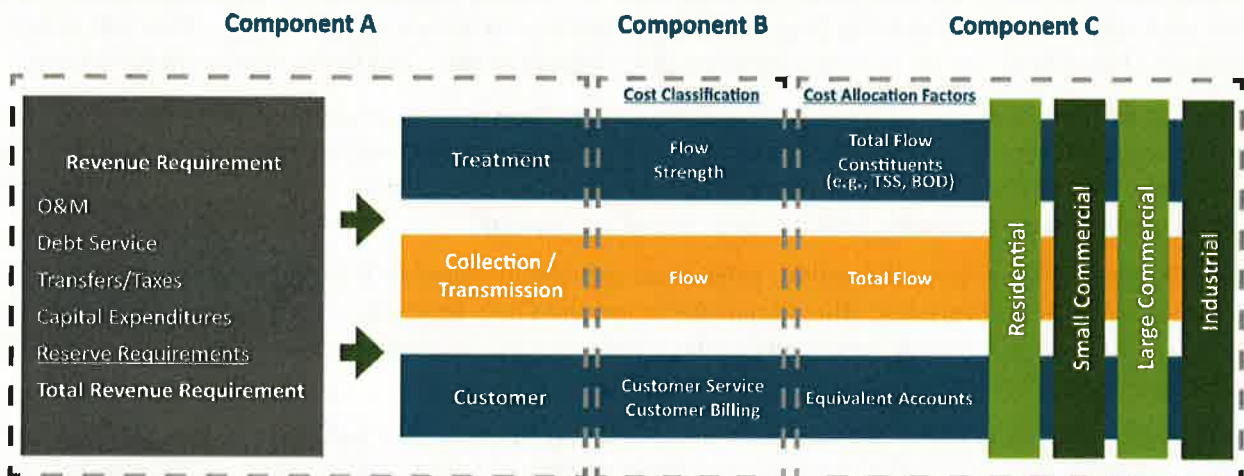 Component A
Component B
Component C
Revenue Requirement
O&M
Debt Service
Transfers/Taxes
Capital Expenditures
Reserve Requirements
Total Revenue Requirement
Cost Classification
Cost Allocation Factors
Treatment
Flow
Strength
Total Flow
Constituents
(e.g., TSS, BOD)
Collection /
Transmission
Flow
Total Flow
Customer
Customer Service
Customer Billing
Equivalent Accounts
Residential
Small Commercial
Large Commercial
Industrial